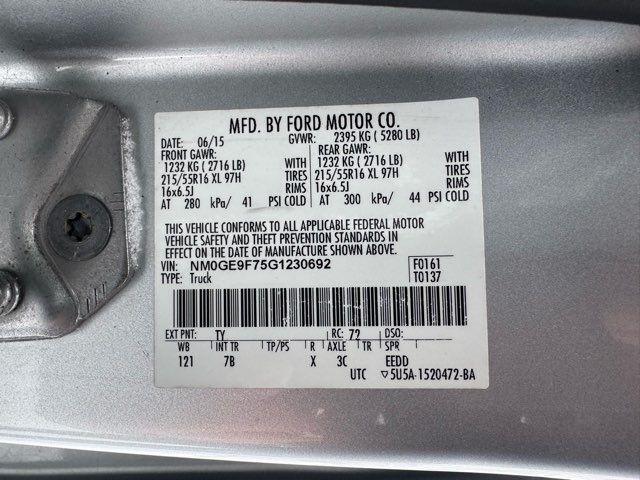 MFD. BY FORD MOTOR CO.
DATE: 06/15 GVWR: 2395 KG ( 5280 LB)
FRONT GAWR: REAR GAWR:
1232 KG ( 2716 LB) WITH 1232 KG ( 2716 LB) WITH
215/55R16 XL 97H TIRES 215/55R16 XL 97H TIRES
16x6.5J RIMS 16x6.5J RIMS
AT 280 kPa/ 41 PSI COLD AT 300 kPa/ 44 PSI COLD
THIS VEHICLE CONFORMS TO ALL APPLICABLE FEDERAL MOTOR
VEHICLE SAFETY AND THEFT PREVENTION STANDARDS IN
EFFECT ON THE DATE OF MANUFACTURE SHOWN ABOVE.
VIN: NM0GE9F75G1230692 F0161
TYPE: Truck T0137
EXT PNT: TY RC: 72 DSO:
WB INT TR TP/PS R AXLE TR SPR
121 7B X 3C EEDD
UTC ▽5U5A-1520472-BA